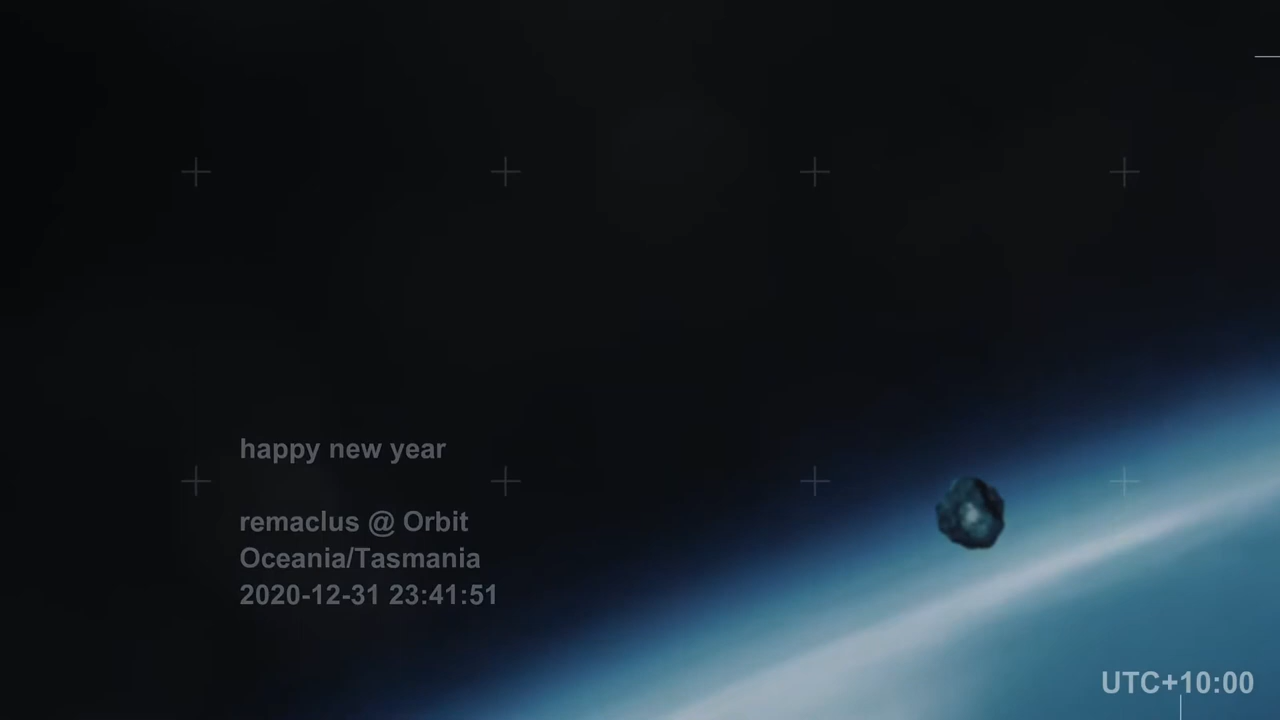 happy new year
remaclus @ Orbit
Oceania/Tasmania
2020-12-31 23:41:51
UTC+10:00